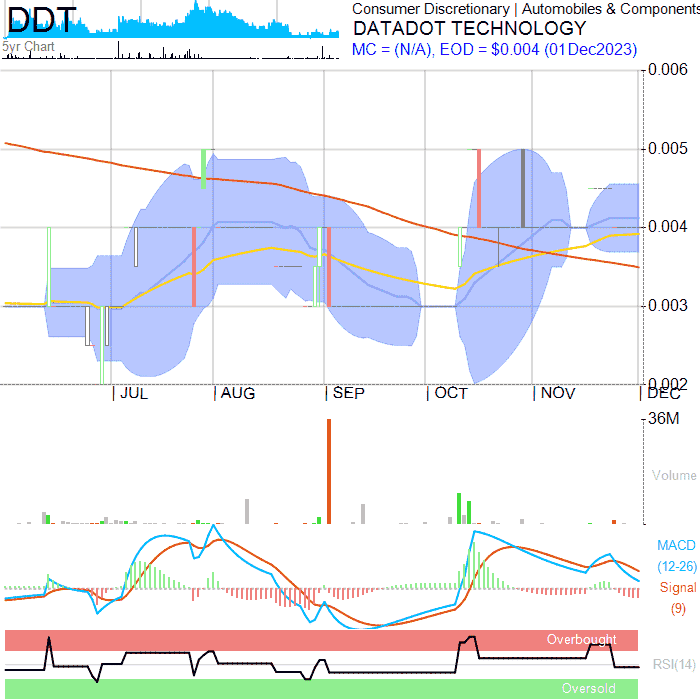 DDT
Consumer Discretionary | Automobiles & Components
DATADOT TECHNOLOGY
5yr Chart
MC = (N/A), EOD = $0.004 (01Dec2023)
0.006
0.005
0.004
0.003
0.002
JUL
AUG
SEP
OCT
NOV
DEC
36M
Volume
MACD
(12-26)
Signal
(9)
Overbought
RSI(14)
Oversold